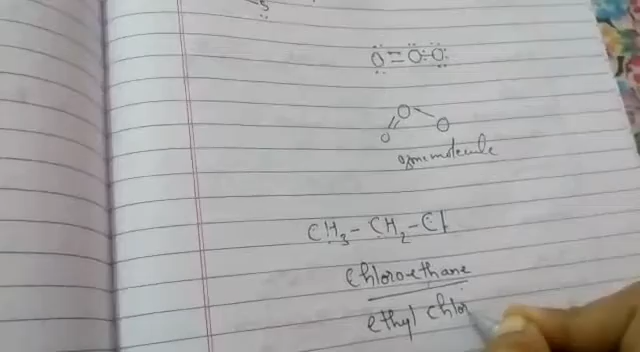 S
O=O:O:
O
O O
ozone molecule
CH₃-CH₂-Cl
Chloroethane
ethyl chlor